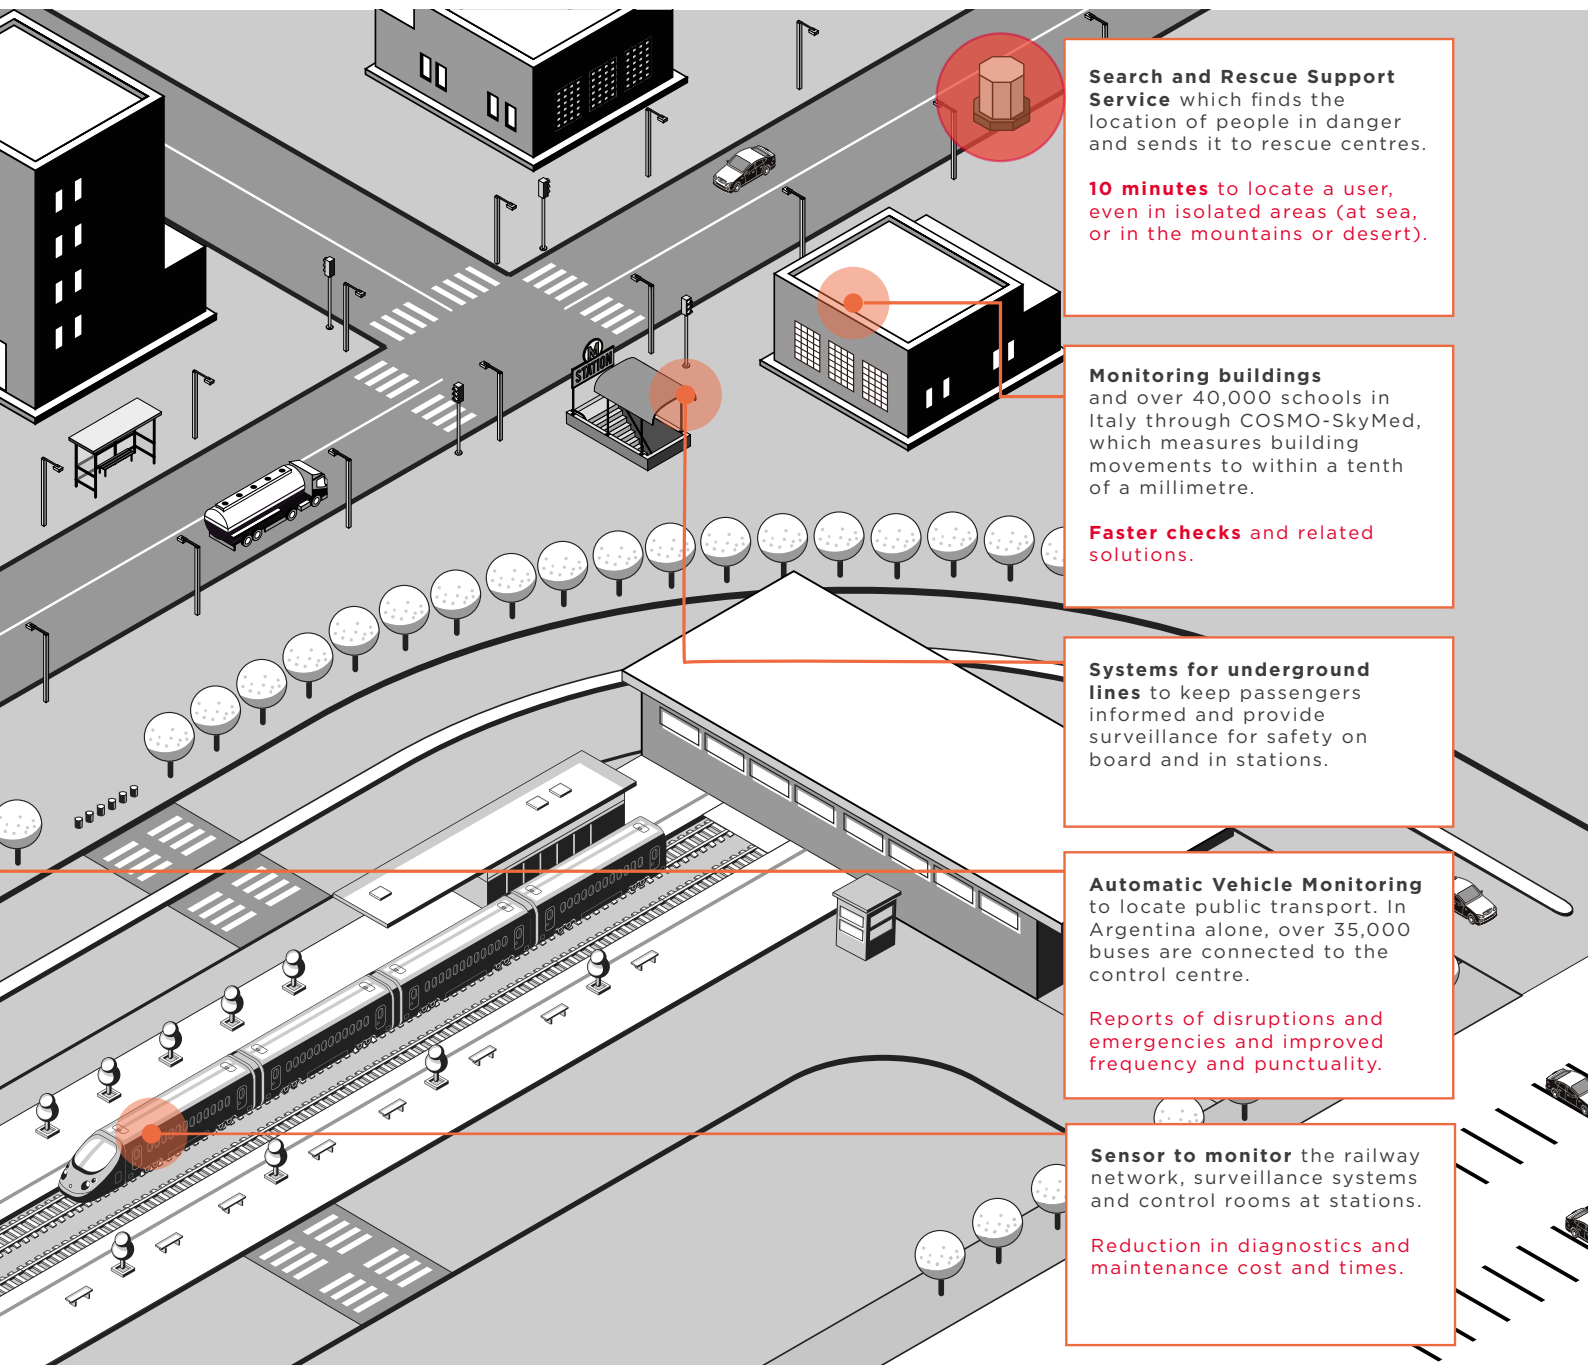 M
STATION
Search and Rescue Support
Service which finds the
location of people in danger
and sends it to rescue centres.
10 minutes to locate a user,
even in isolated areas (at sea,
or in the mountains or desert).
Monitoring buildings
and over 40,000 schools in
Italy through COSMO-SkyMed,
which measures building
movements to within a tenth
of a millimetre.
Faster checks and related
solutions.
Systems for underground
lines to keep passengers
informed and provide
surveillance for safety on
board and in stations.
Automatic Vehicle Monitoring
to locate public transport. In
Argentina alone, over 35,000
buses are connected to the
control centre.
Reports of disruptions and
emergencies and improved
frequency and punctuality.
Sensor to monitor the railway
network, surveillance systems
and control rooms at stations.
Reduction in diagnostics and
maintenance cost and times.